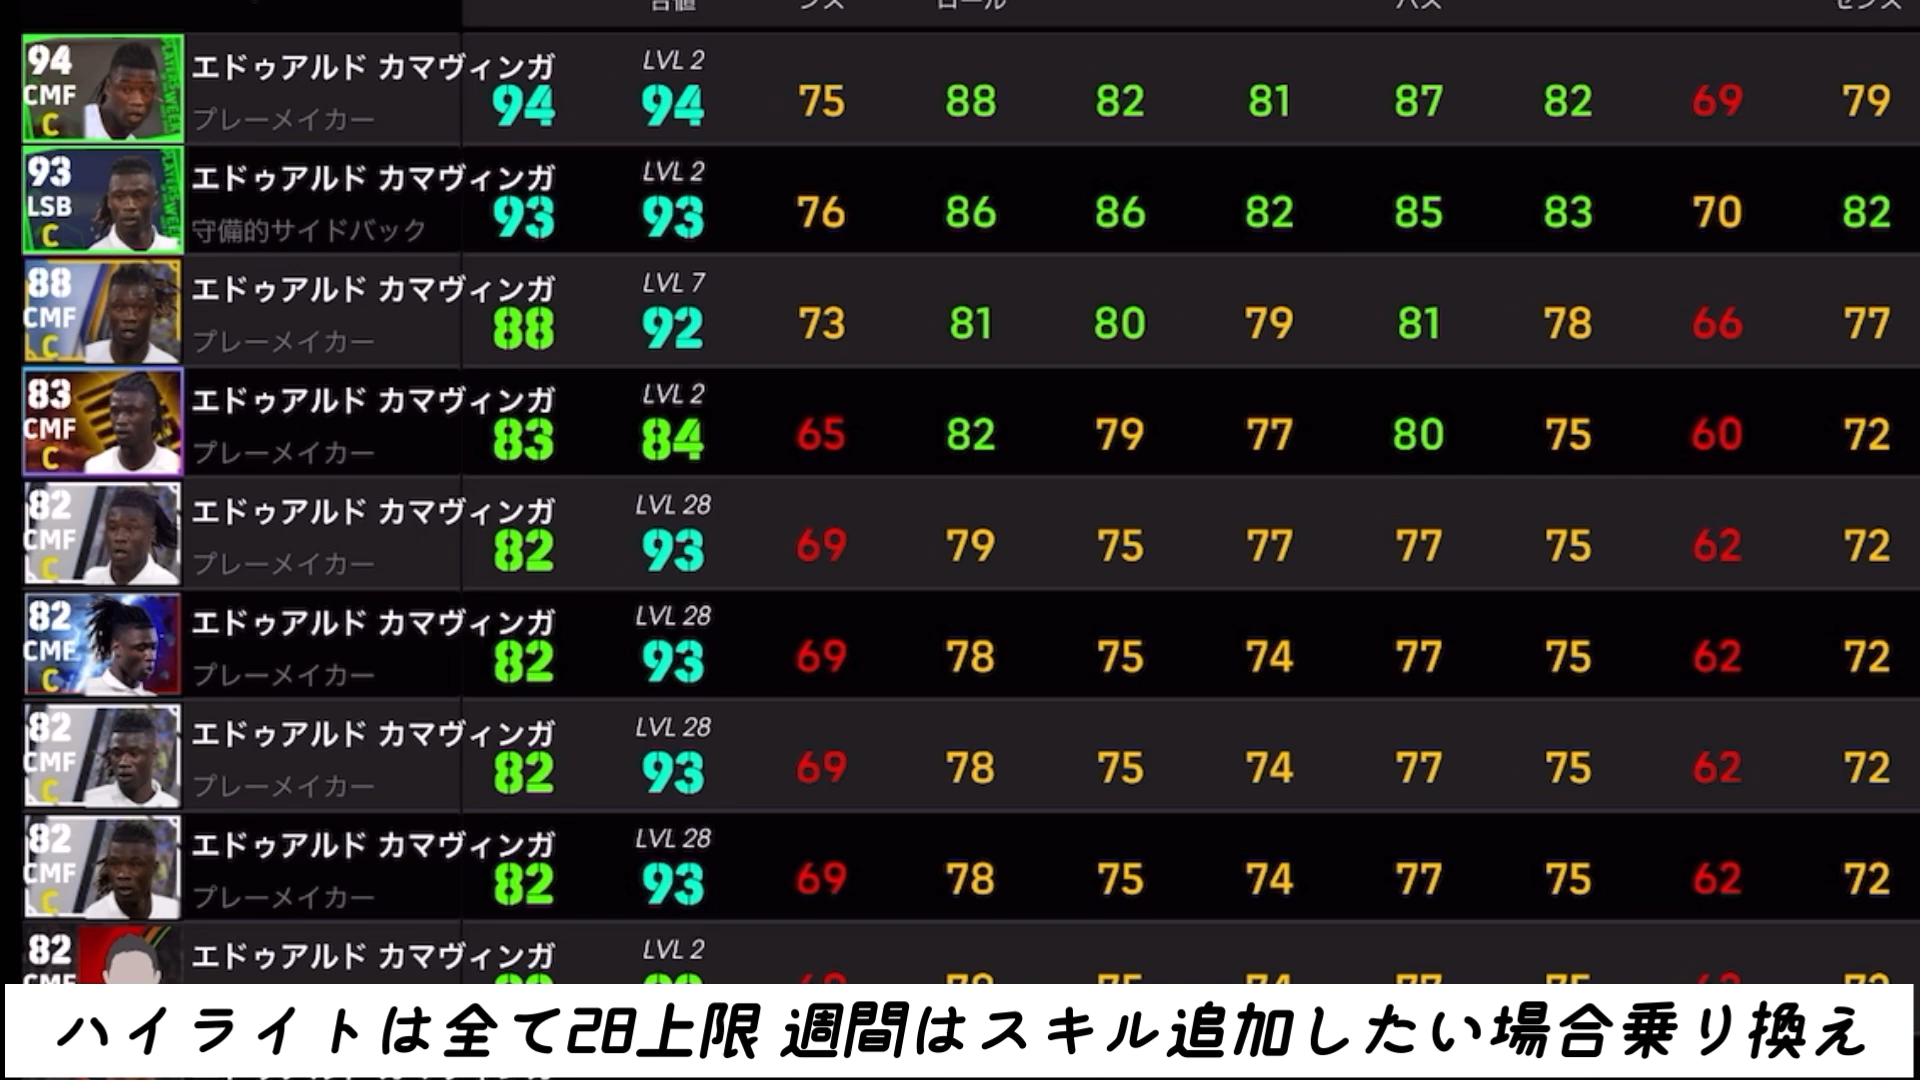 合値 ンス ロール パス センス
94 エドゥアルド カマヴィンガ LVL 2
CMF 94 94 75 88 82 81 87 82 69 79
C プレーメイカー
93 エドゥアルド カマヴィンガ LVL 2
LSB 93 93 76 86 86 82 85 83 70 82
C 守備的サイドバック
88 エドゥアルド カマヴィンガ LVL 7
CMF 88 92 73 81 80 79 81 78 66 77
C プレーメイカー
83 エドゥアルド カマヴィンガ LVL 2
CMF 83 84 65 82 79 77 80 75 60 72
C プレーメイカー
82 エドゥアルド カマヴィンガ LVL 28
CMF 82 93 69 79 75 77 77 75 62 72
C プレーメイカー
82 エドゥアルド カマヴィンガ LVL 28
CMF 82 93 69 78 75 74 77 75 62 72
C プレーメイカー
82 エドゥアルド カマヴィンガ LVL 28
CMF 82 93 69 78 75 74 77 75 62 72
C プレーメイカー
82 エドゥアルド カマヴィンガ LVL 28
CMF 82 93 69 78 75 74 77 75 62 72
C プレーメイカー
82 エドゥアルド カマヴィンガ LVL 2
CMF
ハイライトは全て28上限 週間はスキル追加したい場合乗り換え